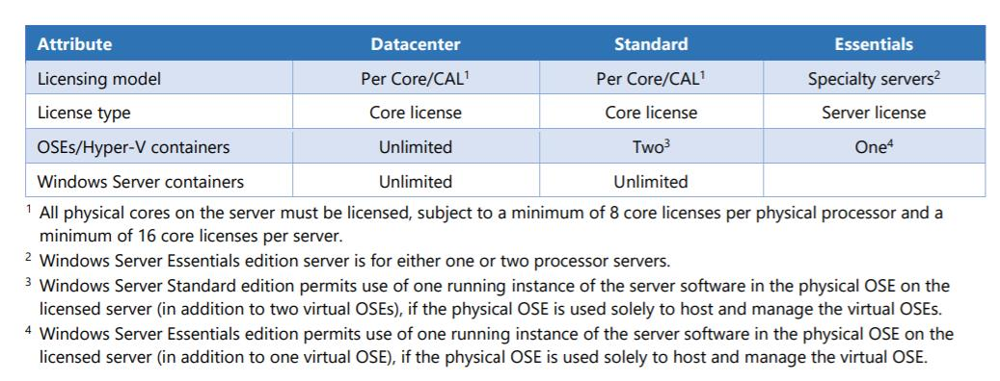 Attribute Datacenter Standard Essentials
Licensing model Per Core/CAL¹ Per Core/CAL¹ Specialty servers²
License type Core license Core license Server license
OSEs/Hyper-V containers Unlimited Two³ One⁴
Windows Server containers Unlimited Unlimited
¹ All physical cores on the server must be licensed, subject to a minimum of 8 core licenses per physical processor and a
minimum of 16 core licenses per server.
² Windows Server Essentials edition server is for either one or two processor servers.
³ Windows Server Standard edition permits use of one running instance of the server software in the physical OSE on the
licensed server (in addition to two virtual OSEs), if the physical OSE is used solely to host and manage the virtual OSEs.
⁴ Windows Server Essentials edition permits use of one running instance of the server software in the physical OSE on the
licensed server (in addition to one virtual OSE), if the physical OSE is used solely to host and manage the virtual OSE.